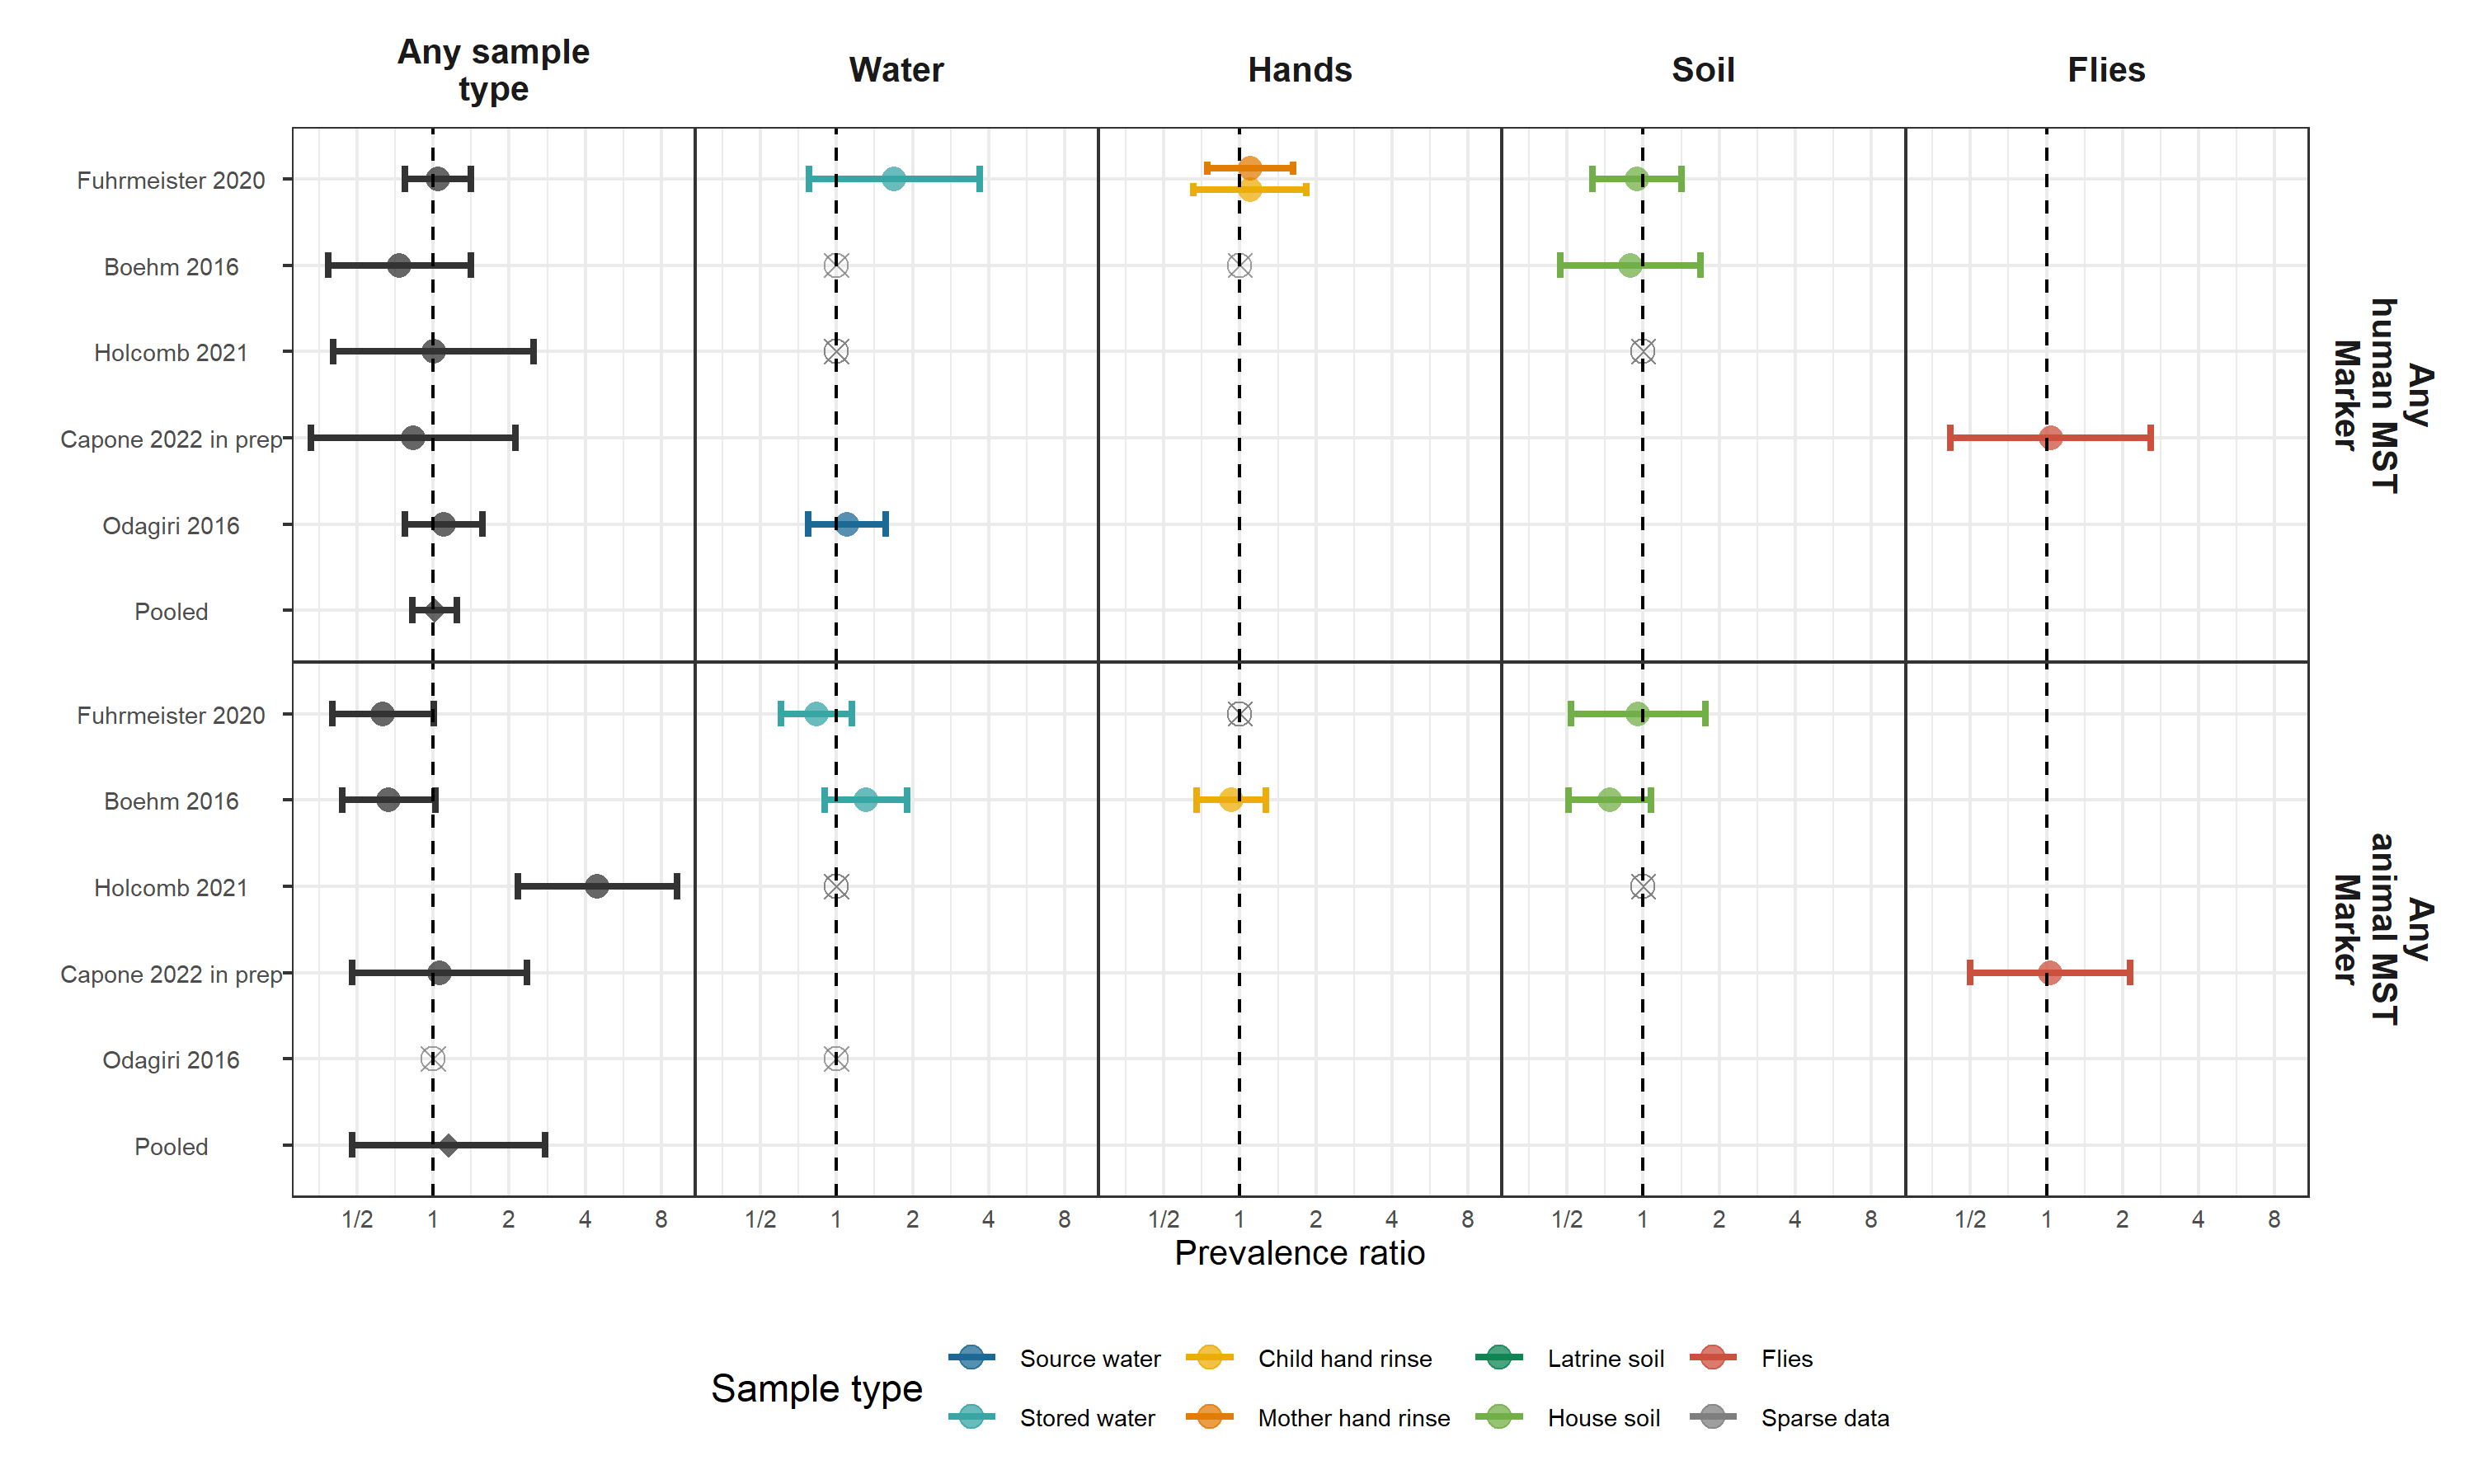 Any sample
type
Water
Hands
Soil
Flies
Fuhrmeister 2020
Boehm 2016
Holcomb 2021
Capone 2022 in prep
Odagiri 2016
Pooled
Any
human MST
Marker
Fuhrmeister 2020
Boehm 2016
Holcomb 2021
Capone 2022 in prep
Odagiri 2016
Pooled
Any
animal MST
Marker
1/2 1 2 4 8
1/2 1 2 4 8
1/2 1 2 4 8
1/2 1 2 4 8
1/2 1 2 4 8
Prevalence ratio
Sample type
Source water
Child hand rinse
Latrine soil
Flies
Stored water
Mother hand rinse
House soil
Sparse data